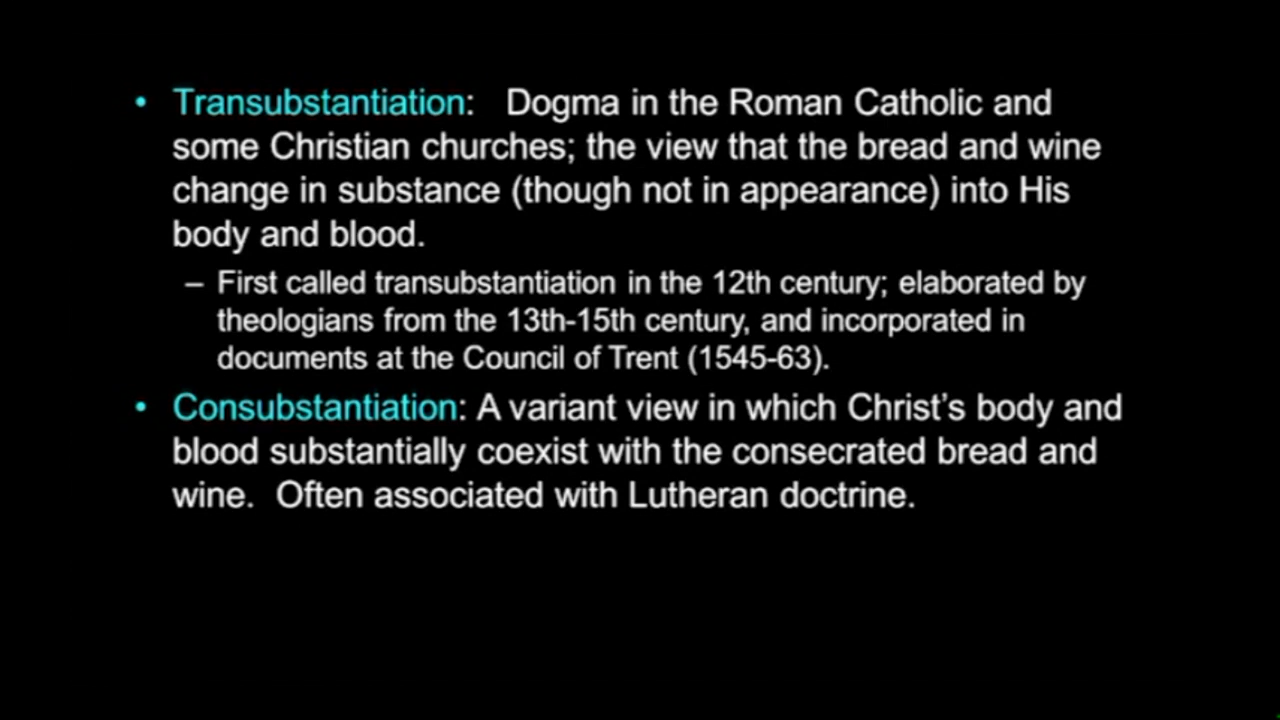 • Transubstantiation: Dogma in the Roman Catholic and
some Christian churches; the view that the bread and wine
change in substance (though not in appearance) into His
body and blood.
– First called transubstantiation in the 12th century; elaborated by
theologians from the 13th-15th century, and incorporated in
documents at the Council of Trent (1545-63).
• Consubstantiation: A variant view in which Christ’s body and
blood substantially coexist with the consecrated bread and
wine. Often associated with Lutheran doctrine.